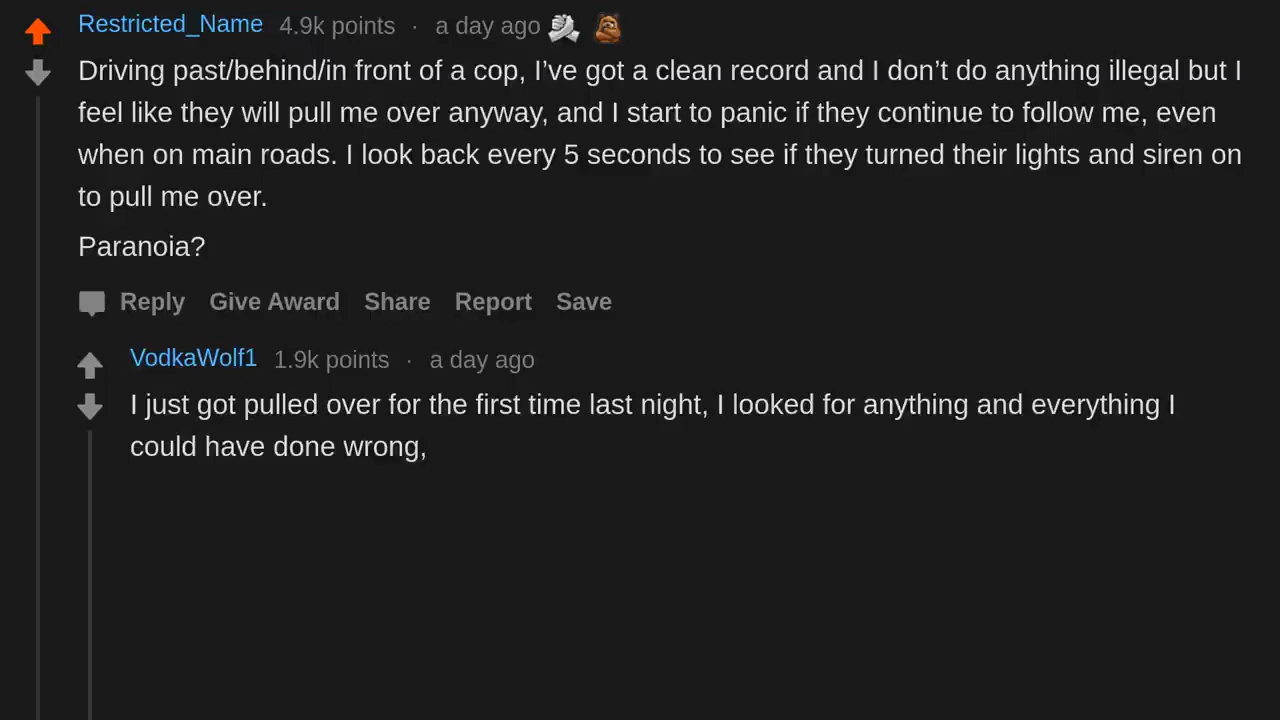 Restricted_Name 4.9k points · a day ago
Driving past/behind/in front of a cop, I’ve got a clean record and I don’t do anything illegal but I
feel like they will pull me over anyway, and I start to panic if they continue to follow me, even
when on main roads. I look back every 5 seconds to see if they turned their lights and siren on
to pull me over.
Paranoia?
Reply Give Award Share Report Save
VodkaWolf1 1.9k points · a day ago
I just got pulled over for the first time last night, I looked for anything and everything I
could have done wrong,